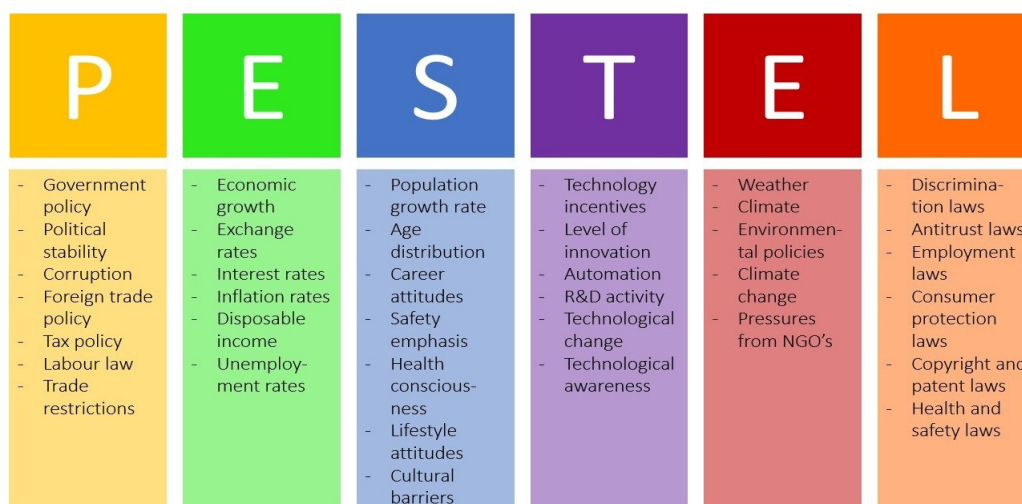 P
E
S
T
E
L
- Government
policy
- Political
stability
- Corruption
- Foreign trade
policy
- Tax policy
- Labour law
- Trade
restrictions
- Economic
growth
- Exchange
rates
- Interest rates
- Inflation rates
- Disposable
income
- Unemploy-
ment rates
- Population
growth rate
- Age
distribution
- Career
attitudes
- Safety
emphasis
- Health
conscious-
ness
- Lifestyle
attitudes
- Cultural
barriers
- Technology
incentives
- Level of
innovation
- Automation
- R&D activity
- Technological
change
- Technological
awareness
- Weather
- Climate
- Environmen-
tal policies
- Climate
change
- Pressures
from NGO's
- Discrimina-
tion laws
- Antitrust laws
- Employment
laws
- Consumer
protection
laws
- Copyright and
patent laws
- Health and
safety laws